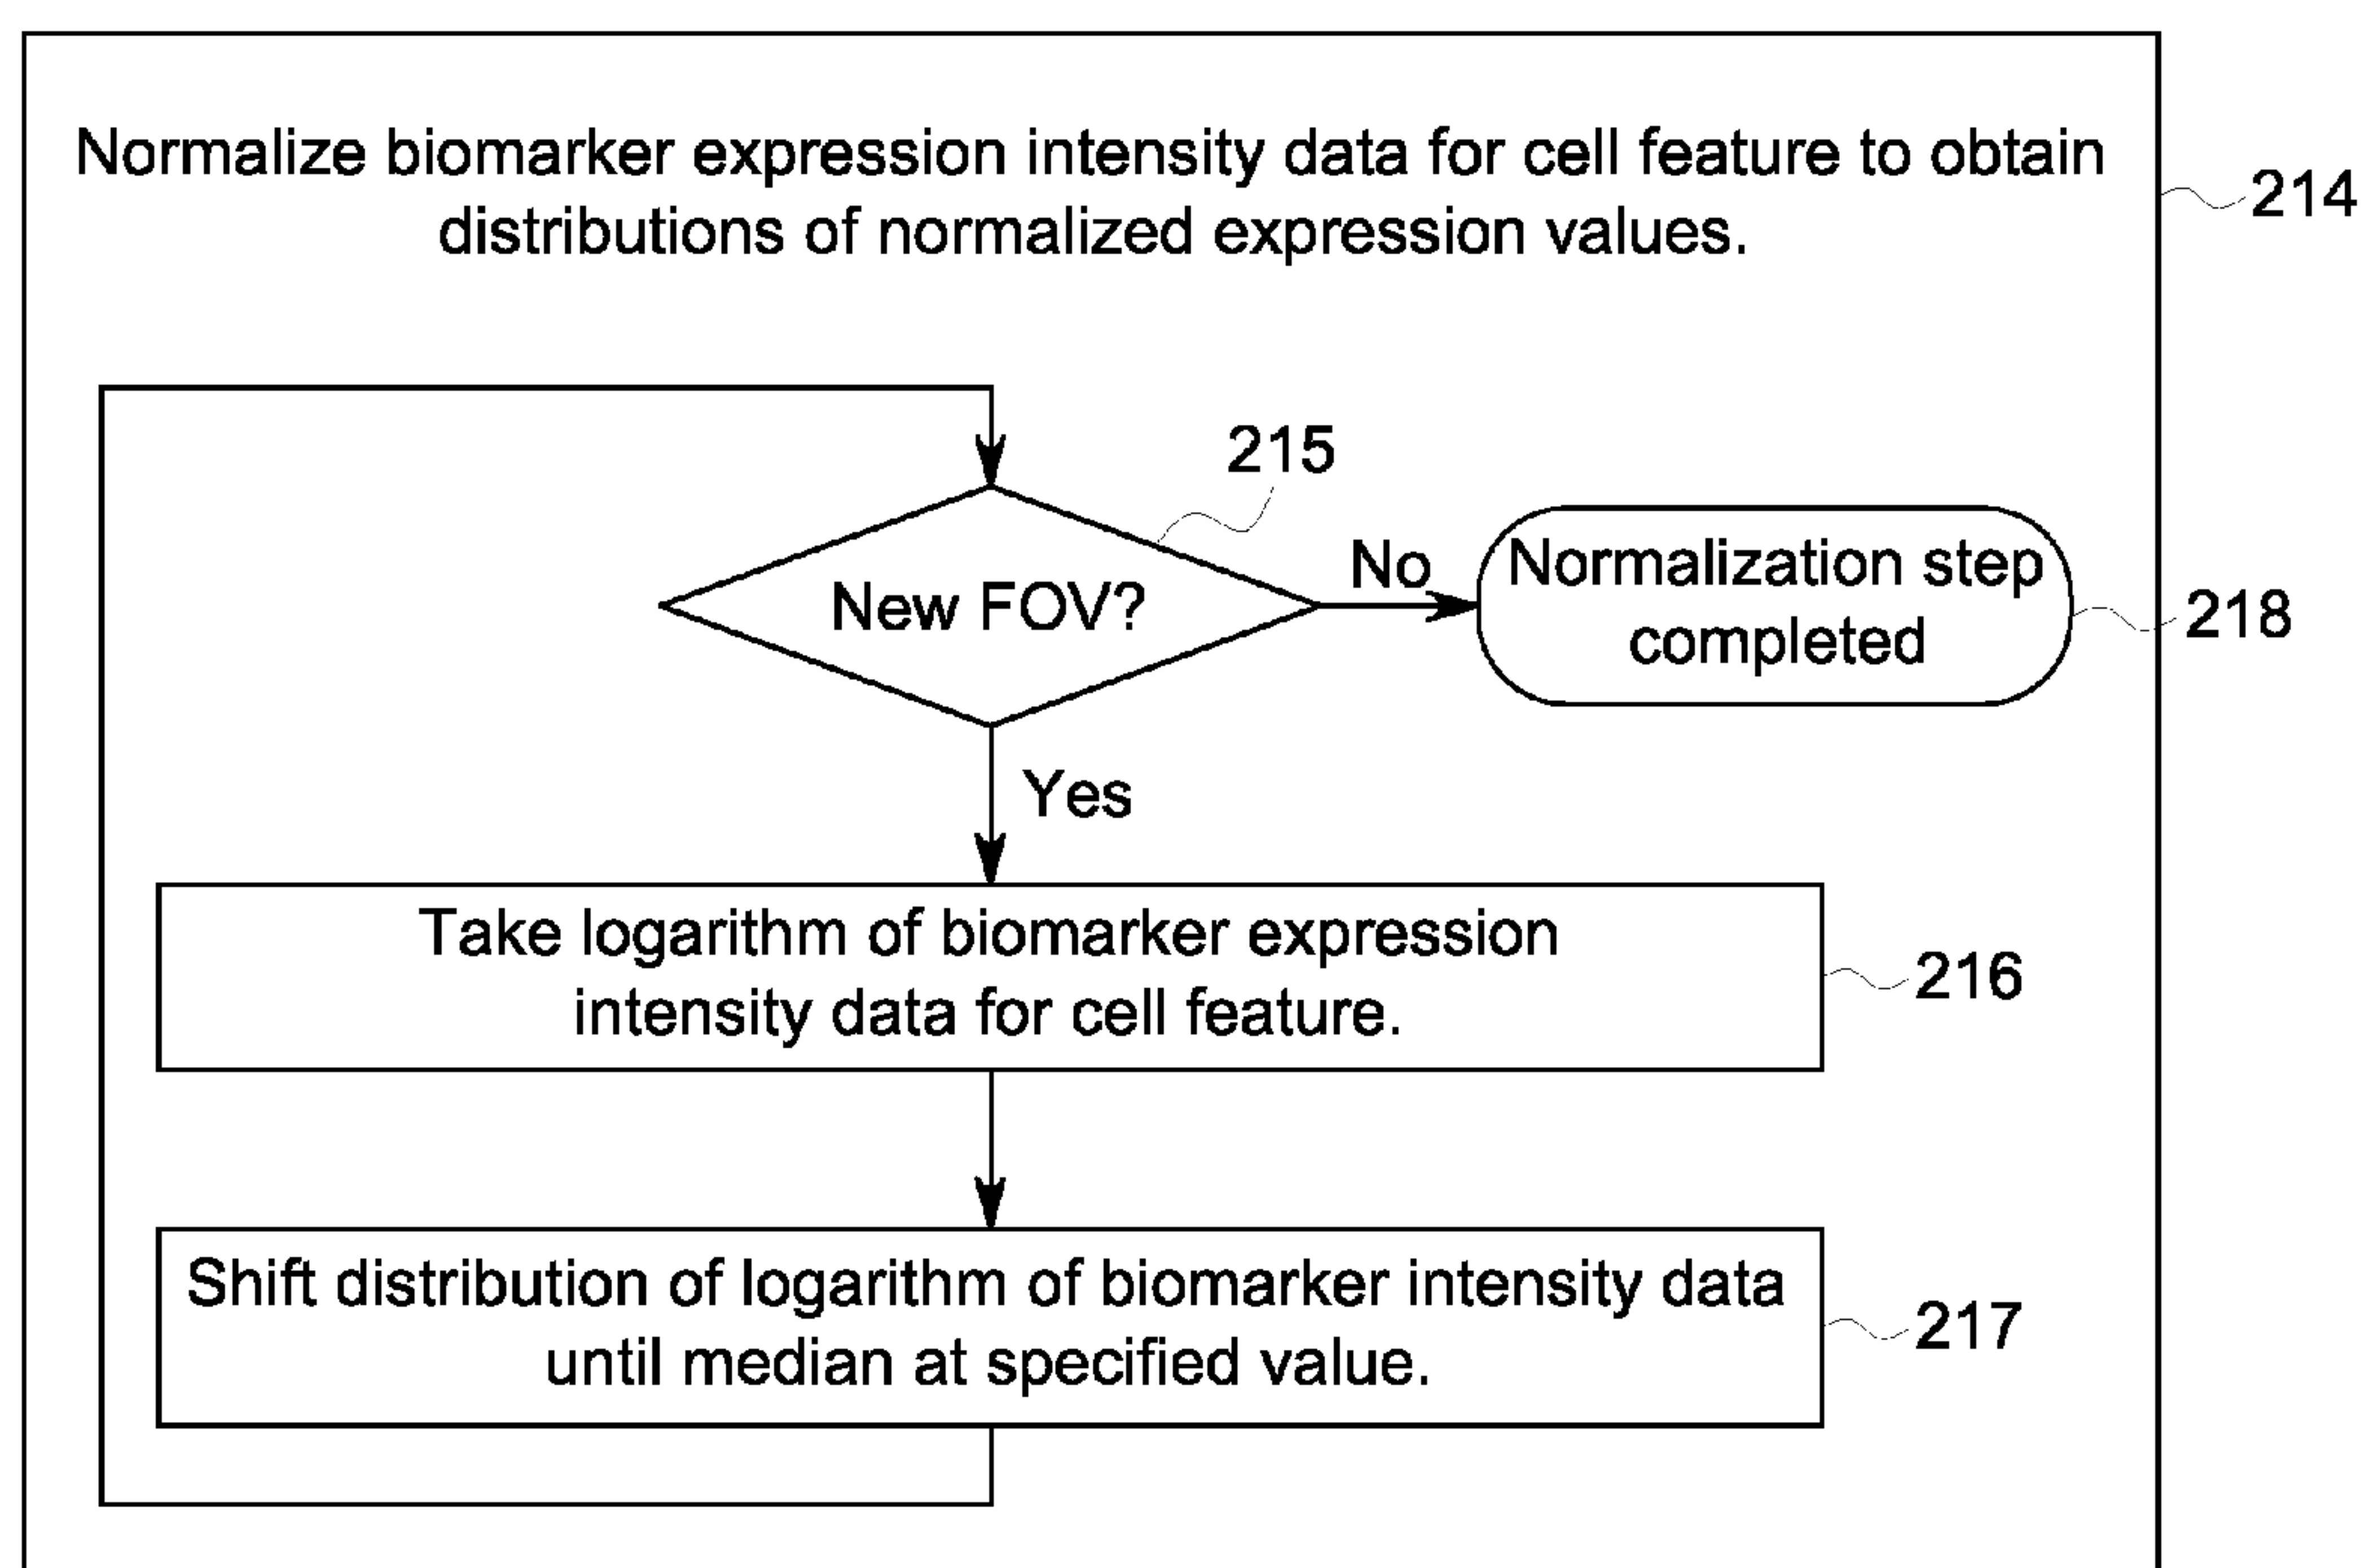 Normalize biomarker expression intensity data for cell feature to obtain
distributions of normalized expression values.
214
215
New FOV?
No
Normalization step
completed
218
Yes
Take logarithm of biomarker expression
intensity data for cell feature.
216
Shift distribution of logarithm of biomarker intensity data
until median at specified value.
217